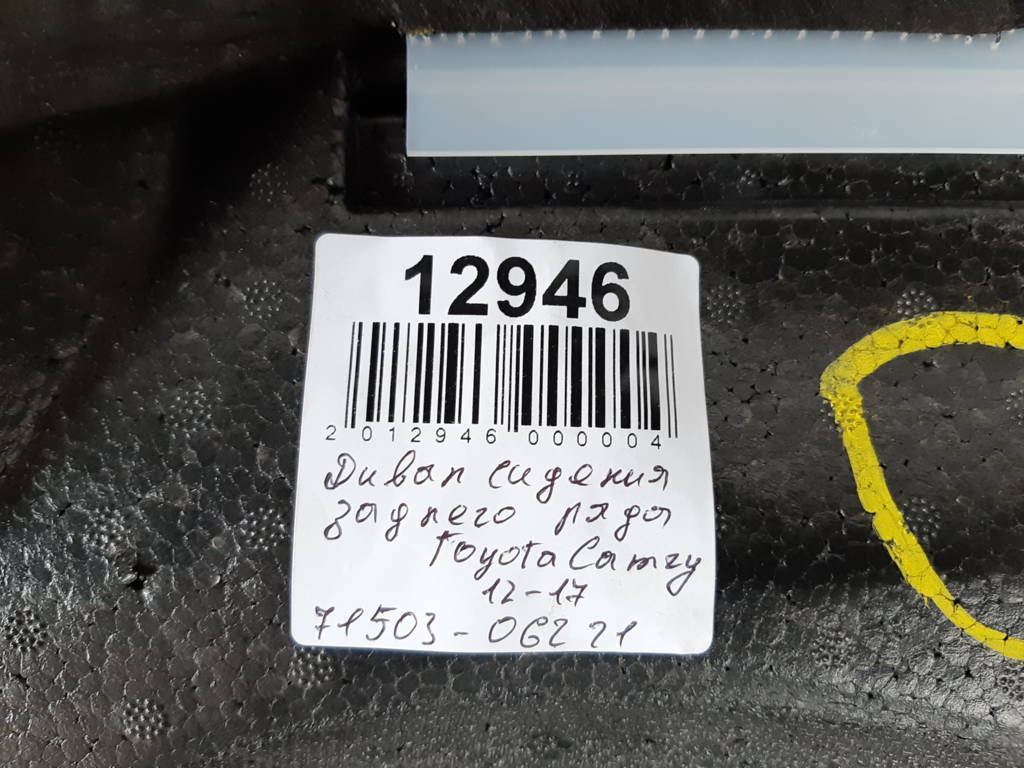 12946
2 012946 000004
Диван сидения
заднего ряда
Toyota Camry
12-17
71503-06221